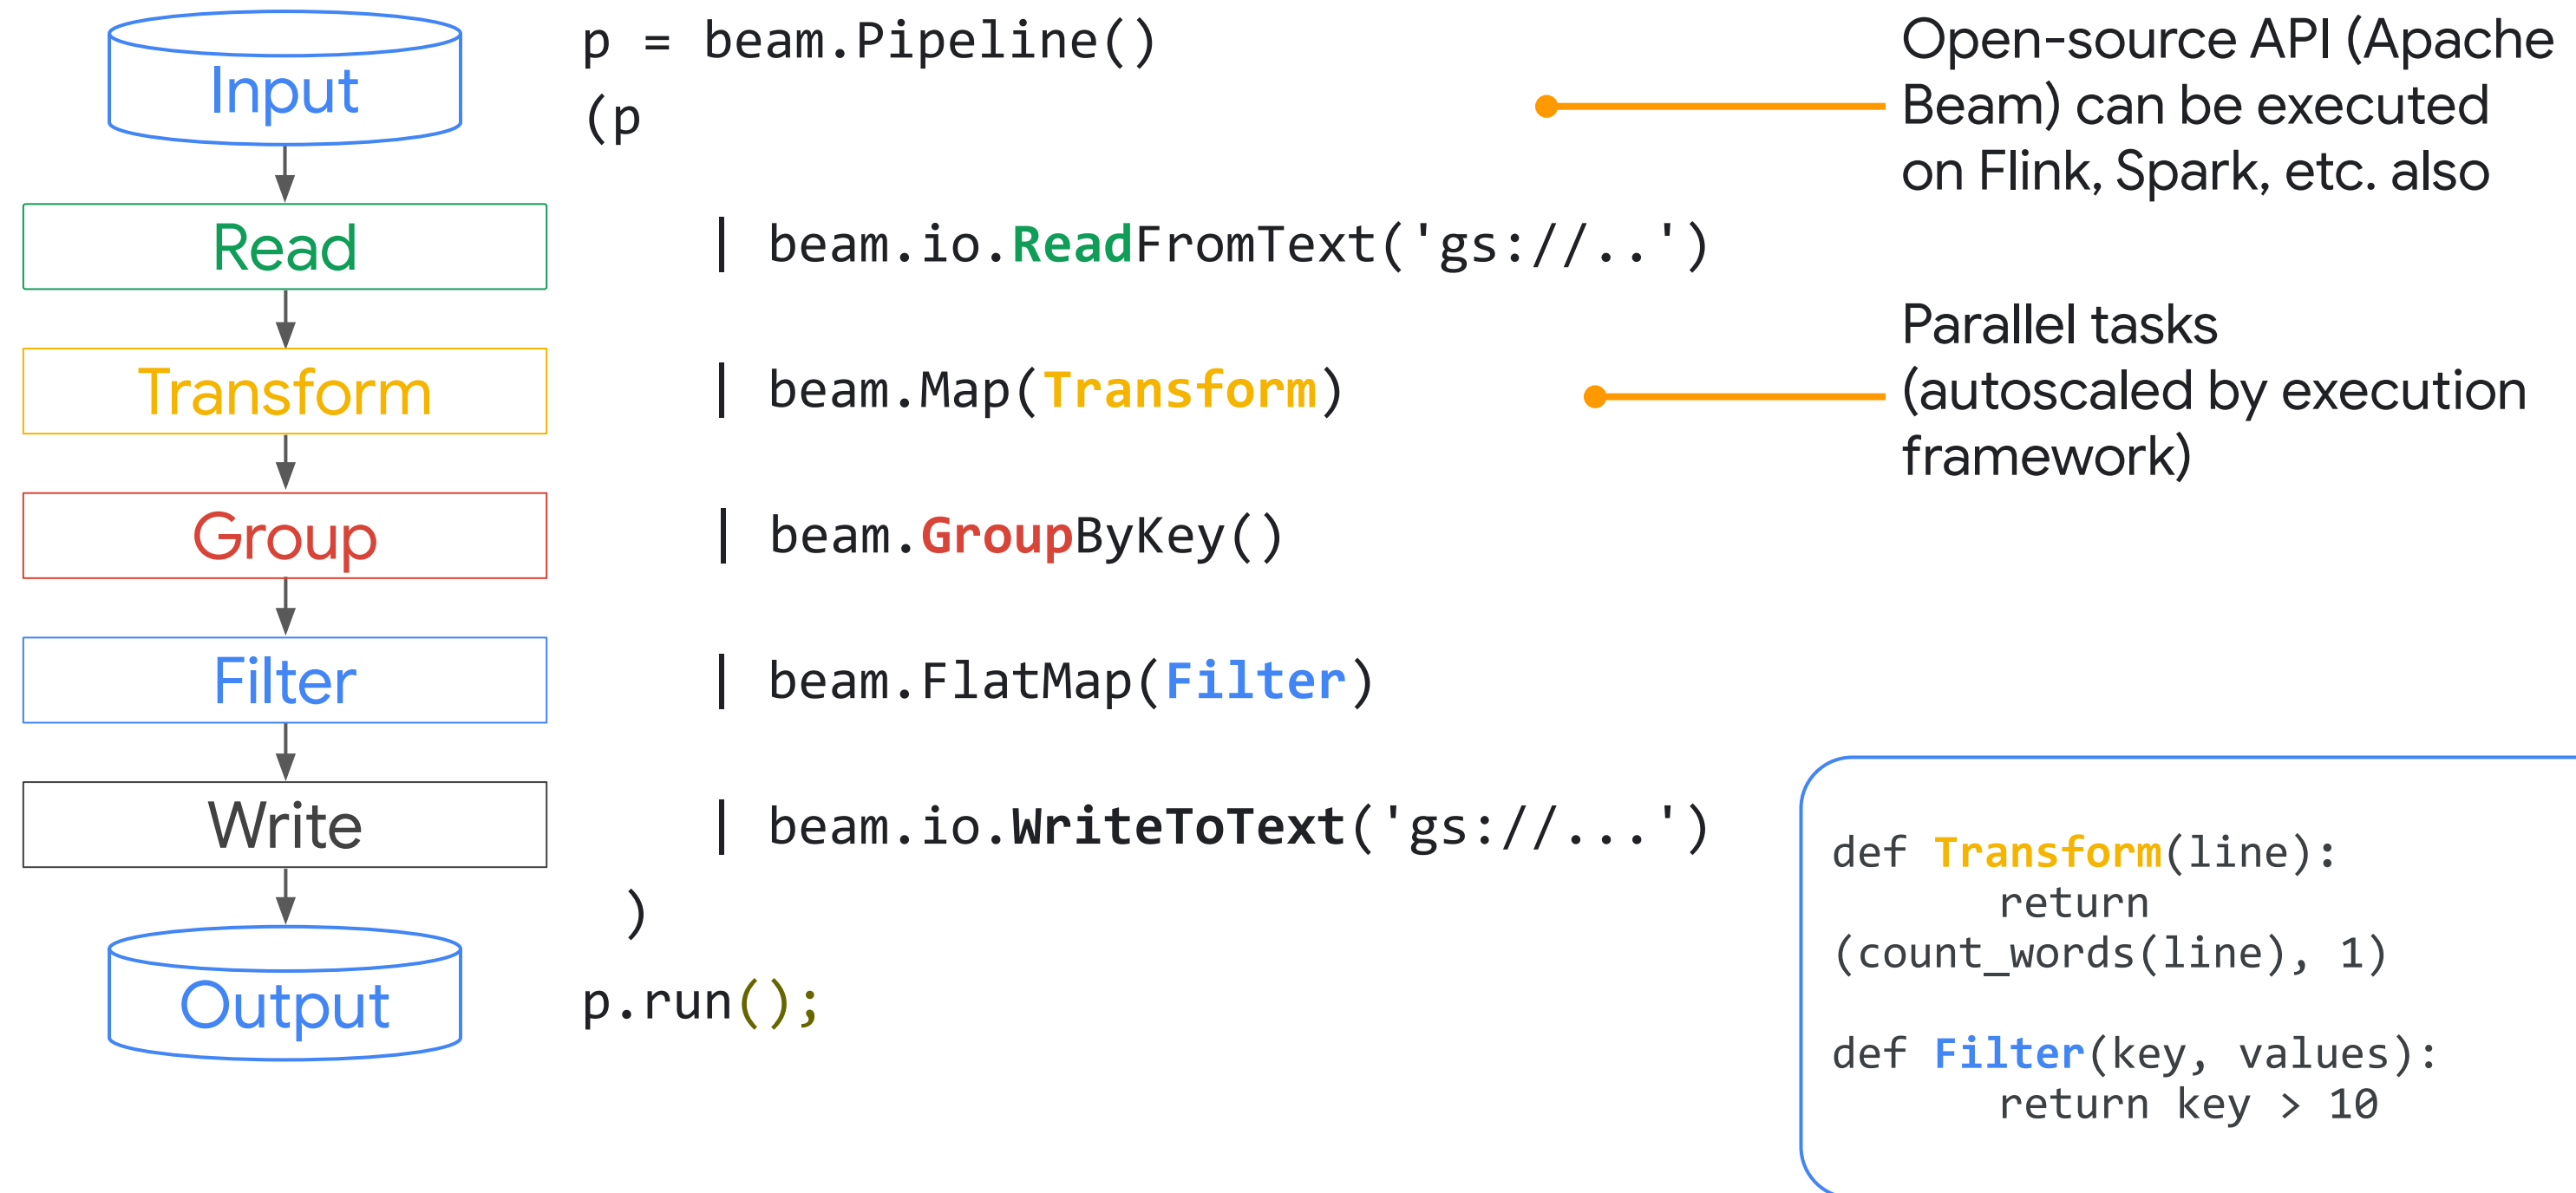 Input
Read
Transform
Group
Filter
Write
Output
p = beam.Pipeline()
(p
| beam.io.ReadFromText('gs://..')
| beam.Map(Transform)
| beam.GroupByKey()
| beam.FlatMap(Filter)
| beam.io.WriteToText('gs://...')
)
p.run();
Open-source API (Apache
Beam) can be executed
on Flink, Spark, etc. also
Parallel tasks
(autoscaled by execution
framework)
def Transform(line):
return
(count_words(line), 1)
def Filter(key, values):
return key > 10